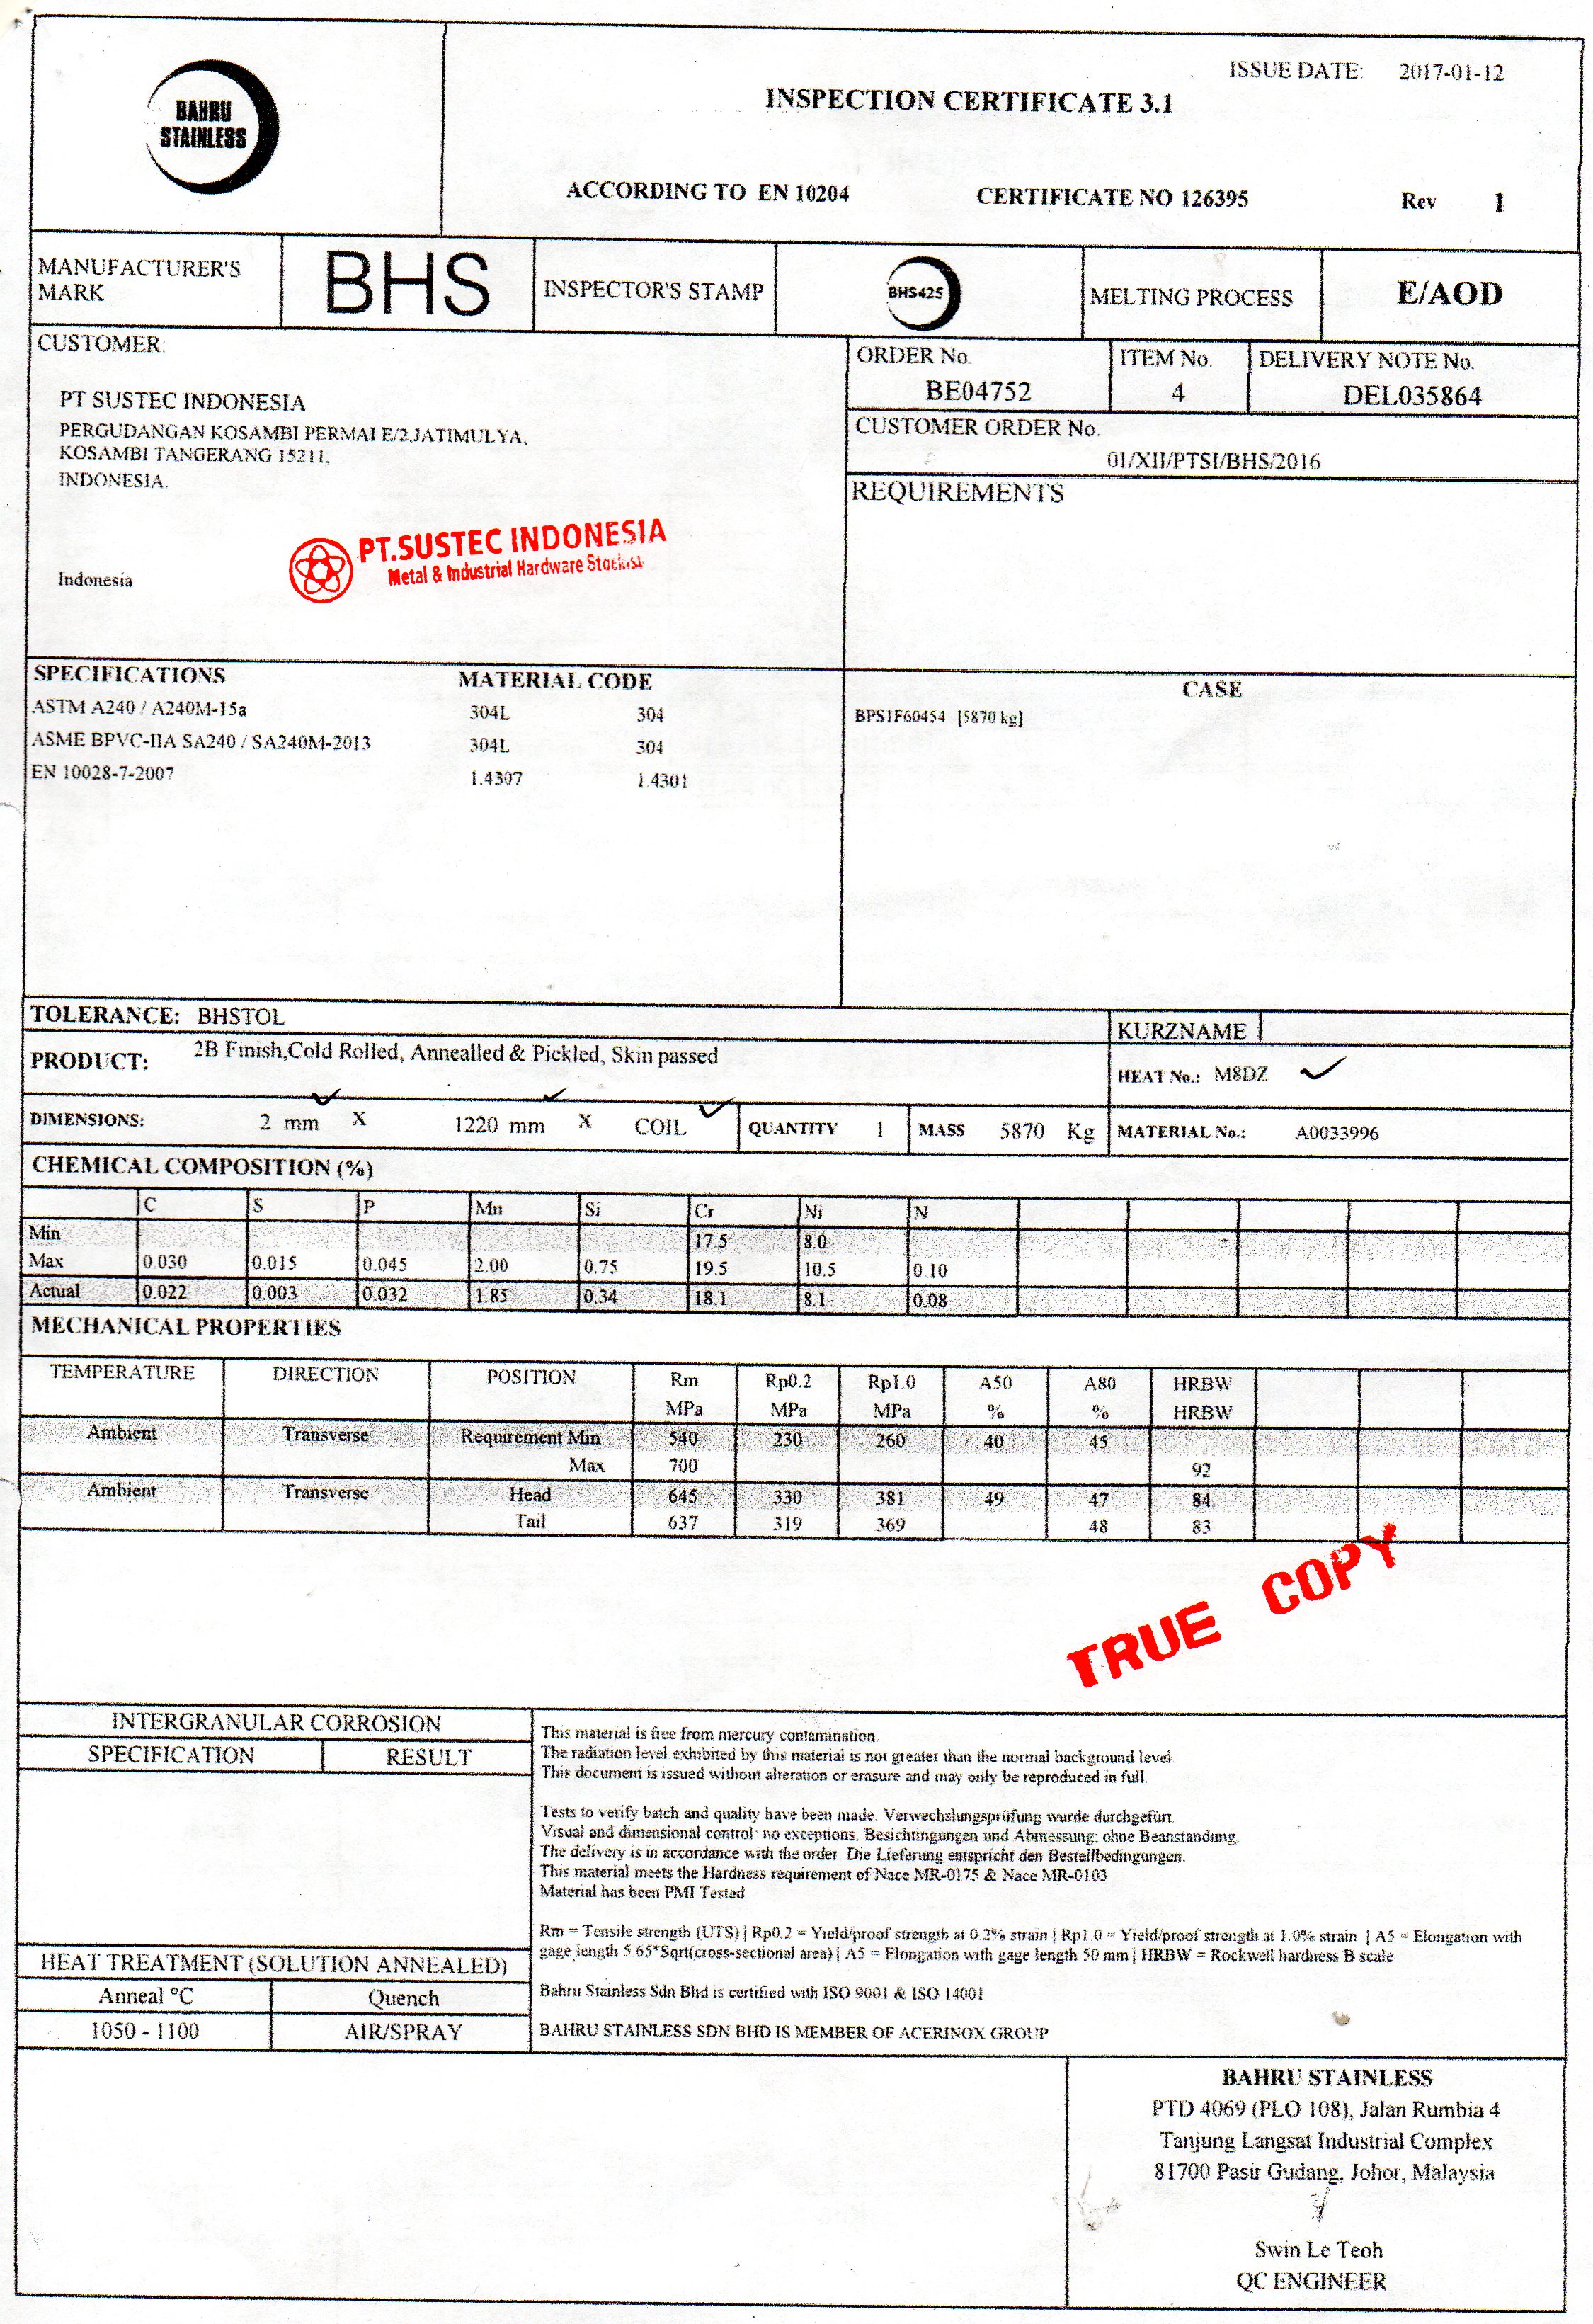 BAHRU
STAINLESS
ISSUE DATE: 2017-01-12
INSPECTION CERTIFICATE 3.1
ACCORDING TO EN 10204 CERTIFICATE NO 126395 Rev 1
MANUFACTURER'S
MARK
BHS
INSPECTOR'S STAMP
BHS425
MELTING PROCESS
E/AOD
CUSTOMER:
PT SUSTEC INDONESIA
PERGUDANGAN KOSAMBI PERMAI E/2,JATIMULYA,
KOSAMBI TANGERANG 15211,
INDONESIA.
PT.SUSTEC INDONESIA
Metal & Industrial Hardware Stockist
Indonesia
ORDER No. ITEM No. DELIVERY NOTE No.
BE04752 4 DEL035864
CUSTOMER ORDER No.
01/XII/PTSI/BHS/2016
REQUIREMENTS
SPECIFICATIONS MATERIAL CODE
ASTM A240 / A240M-15a 304L 304
ASME BPVC-IIA SA240 / SA240M-2013 304L 304
EN 10028-7-2007 1.4307 1.4301
CASE
BPS1F60454 [5870 kg]
TOLERANCE: BHSTOL
KURZNAME
PRODUCT: 2B Finish,Cold Rolled, Annealled & Pickled, Skin passed
HEAT No.: M8DZ
DIMENSIONS: 2 mm X 1220 mm X COIL QUANTITY 1 MASS 5870 Kg MATERIAL No.: A0033996
CHEMICAL COMPOSITION (%)
C S P Mn Si Cr Ni N
Min 17.5 8.0
Max 0.030 0.015 0.045 2.00 0.75 19.5 10.5 0.10
Actual 0.022 0.003 0.032 1.85 0.34 18.1 8.1 0.08
MECHANICAL PROPERTIES
TEMPERATURE DIRECTION POSITION Rm Rp0.2 Rp1.0 A50 A80 HRBW
MPa MPa MPa % % HRBW
Ambient Transverse Requirement Min 540 230 260 40 45
Max 700 92
Ambient Transverse Head 645 330 381 49 47 84
Tail 637 319 369 48 83
TRUE COPY
INTERGRANULAR CORROSION
SPECIFICATION RESULT
This material is free from mercury contamination.
The radiation level exhibited by this material is not greater than the normal background level.
This document is issued without alteration or erasure and may only be reproduced in full.
Tests to verify batch and quality have been made. Verwechslungsprüfung wurde durchgefürt.
Visual and dimensional control: no exceptions. Besichtingungen und Abmessung: ohne Beanstandung.
The delivery is in accordance with the order. Die Lieferung entspricht den Bestellbedingungen.
This material meets the Hardness requirement of Nace MR-0175 & Nace MR-0103
Material has been PMI Tested
Rm = Tensile strength (UTS) | Rp0.2 = Yield/proof strength at 0.2% strain | Rp1.0 = Yield/proof strength at 1.0% strain | A5 = Elongation with
gage length 5.65*Sqrt(cross-sectional area) | A5 = Elongation with gage length 50 mm | HRBW = Rockwell hardness B scale
HEAT TREATMENT (SOLUTION ANNEALED)
Anneal °C Quench
1050 - 1100 AIR/SPRAY
Bahru Stainless Sdn Bhd is certified with ISO 9001 & ISO 14001
BAHRU STAINLESS SDN BHD IS MEMBER OF ACERINOX GROUP
BAHRU STAINLESS
PTD 4069 (PLO 108), Jalan Rumbia 4
Tanjung Langsat Industrial Complex
81700 Pasir Gudang, Johor, Malaysia
Swin Le Teoh
QC ENGINEER